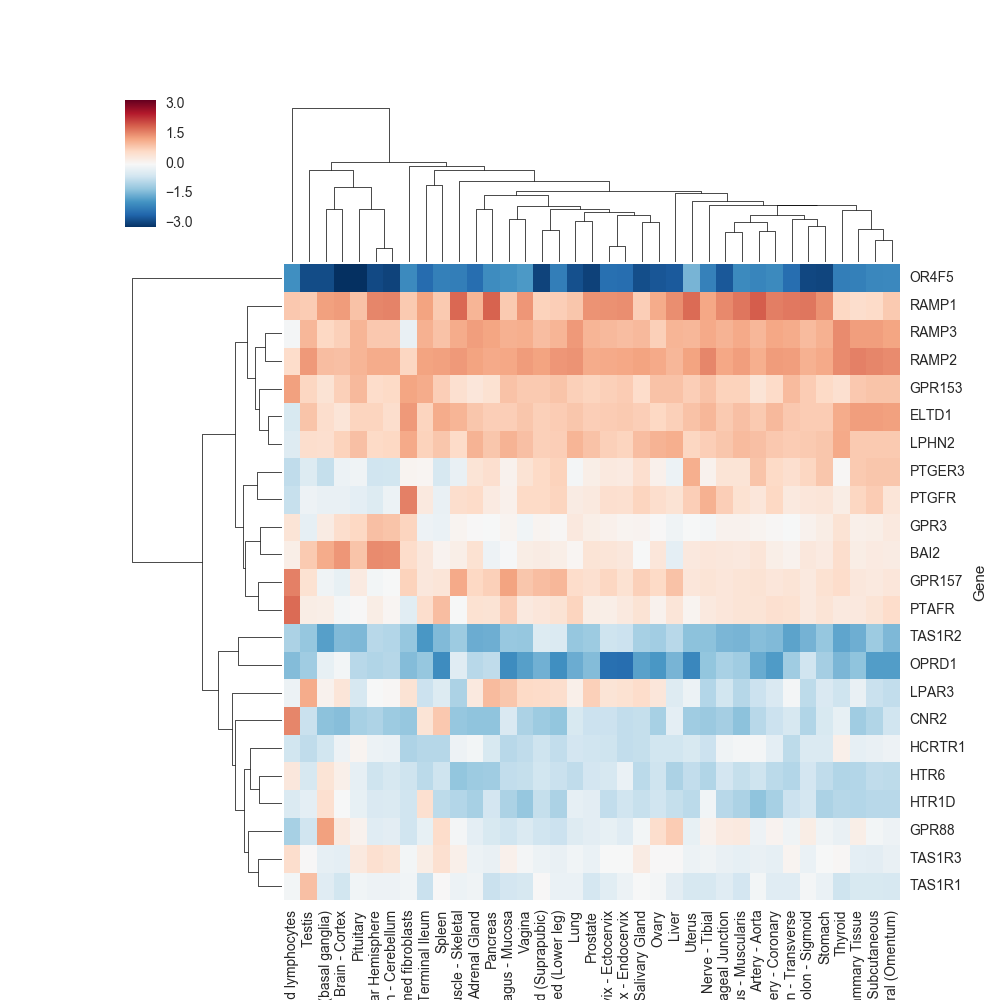 3.0
1.5
0.0
−1.5
−3.0
OR4F5
RAMP1
RAMP3
RAMP2
GPR153
ELTD1
LPHN2
PTGER3
PTGFR
GPR3
BAI2
GPR157
PTAFR
TAS1R2
OPRD1
LPAR3
CNR2
HCRTR1
HTR6
HTR1D
GPR88
TAS1R3
TAS1R1
Gene
d lymphocytes
Testis
(basal ganglia)
Brain - Cortex
Pituitary
ar Hemisphere
n - Cerebellum
med fibroblasts
Terminal Ileum
Spleen
uscle - Skeletal
Adrenal Gland
Pancreas
agus - Mucosa
Vagina
d (Suprapubic)
ed (Lower leg)
Lung
Prostate
vix - Ectocervix
x - Endocervix
Salivary Gland
Ovary
Liver
Uterus
Nerve - Tibial
ageal Junction
us - Muscularis
Artery - Aorta
ery - Coronary
n - Transverse
olon - Sigmoid
Stomach
Thyroid
ammary Tissue
Subcutaneous
ral (Omentum)